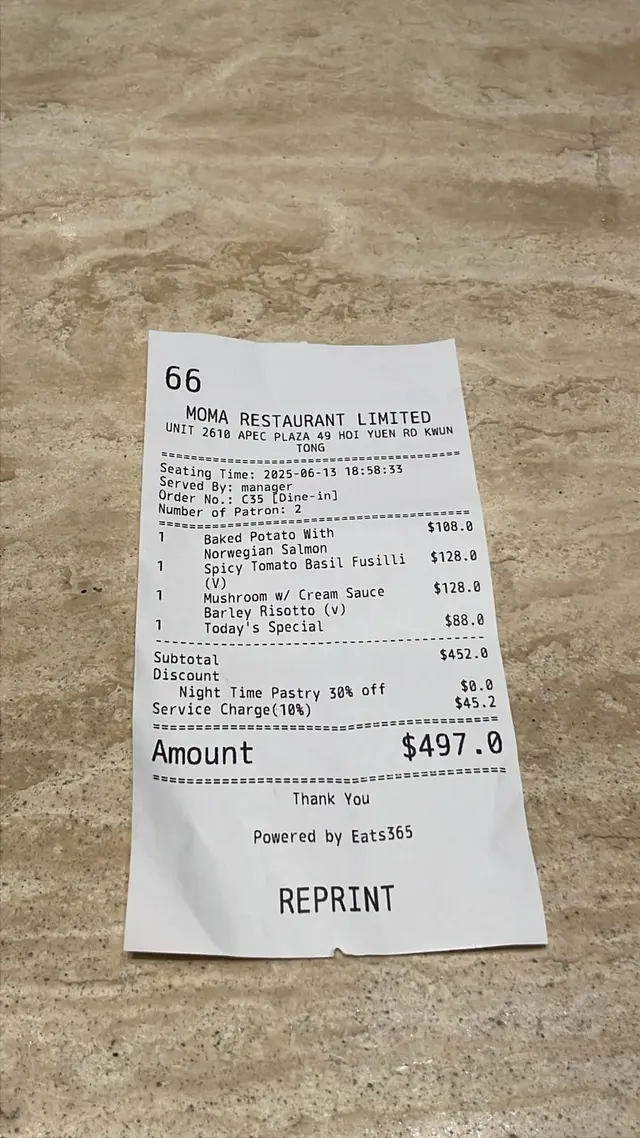 66
MOMA RESTAURANT LIMITED
UNIT 2610 APEC PLAZA 49 HOI YUEN RD KWUN
TONG
Seating Time: 2025-06-13 18:58:33
Served By: manager
Order No.: C35 [Dine-in]
Number of Patron: 2
1 Baked Potato With $108.0
Norwegian Salmon
1 Spicy Tomato Basil Fusilli $128.0
(V)
1 Mushroom w/ Cream Sauce $128.0
Barley Risotto (v)
1 Today's Special $88.0
Subtotal $452.0
Discount
Night Time Pastry 30% off $0.0
Service Charge(10%) $45.2
Amount $497.0
Thank You
Powered by Eats365
REPRINT